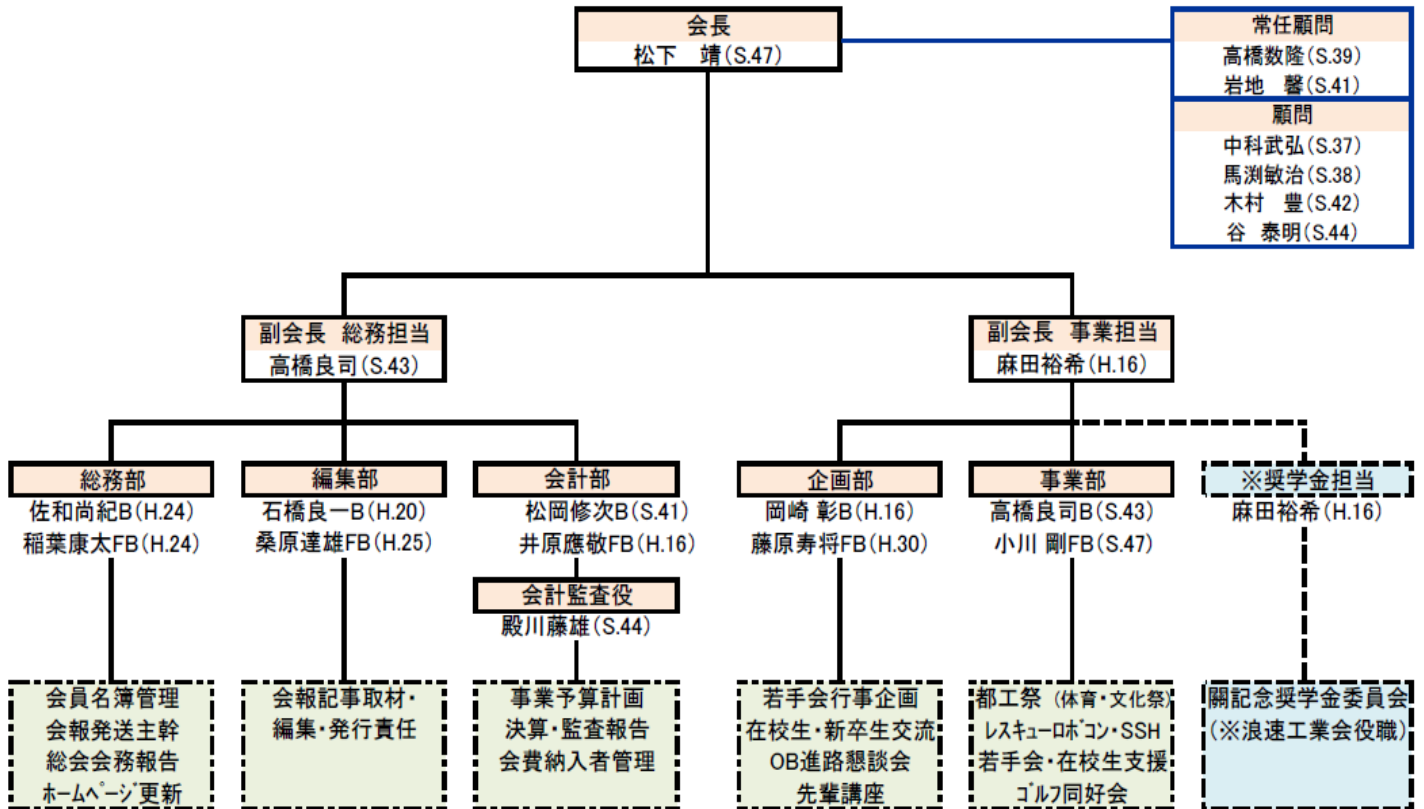 会長
松下　靖(S.47)
常任顧問
高橋数隆(S.39)
岩地　馨(S.41)
顧問
中科武弘(S.37)
馬渕敏治(S.38)
木村　豊(S.42)
谷　泰明(S.44)
副会長　総務担当
高橋良司(S.43)
副会長　事業担当
麻田裕希(H.16)
総務部
佐和尚紀B(H.24)
稲葉康太FB(H.24)
編集部
石橋良一B(H.20)
桑原達雄FB(H.25)
会計部
松岡修次B(S.41)
井原應敬FB(H.16)
会計監査役
殿川藤雄(S.44)
企画部
岡崎 彰B(H.16)
藤原寿将FB(H.30)
事業部
高橋良司B(S.43)
小川 剛FB(S.47)
※奨学金担当
麻田裕希(H.16)
会員名簿管理
会報発送主幹
総会会務報告
ﾎｰﾑﾍﾟｰｼﾞ更新
会報記事取材・
編集・発行責任
事業予算計画
決算・監査報告
会費納入者管理
若手会行事企画
在校生・新卒生交流
OB進路懇談会
先輩講座
都工祭（体育・文化祭）
ﾚｽｷｭｰﾛﾎﾞｺﾝ・SSH
若手会・在校生支援
ｺﾞﾙﾌ同好会
關記念奨学金委員会
(※浪速工業会役職)